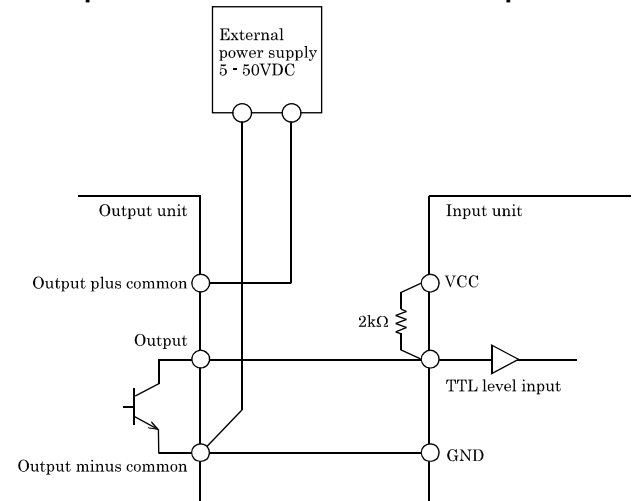 External
power supply
5 - 50VDC
Output unit
Input unit
Output plus common
VCC
2kΩ
Output
TTL level input
Output minus common
GND